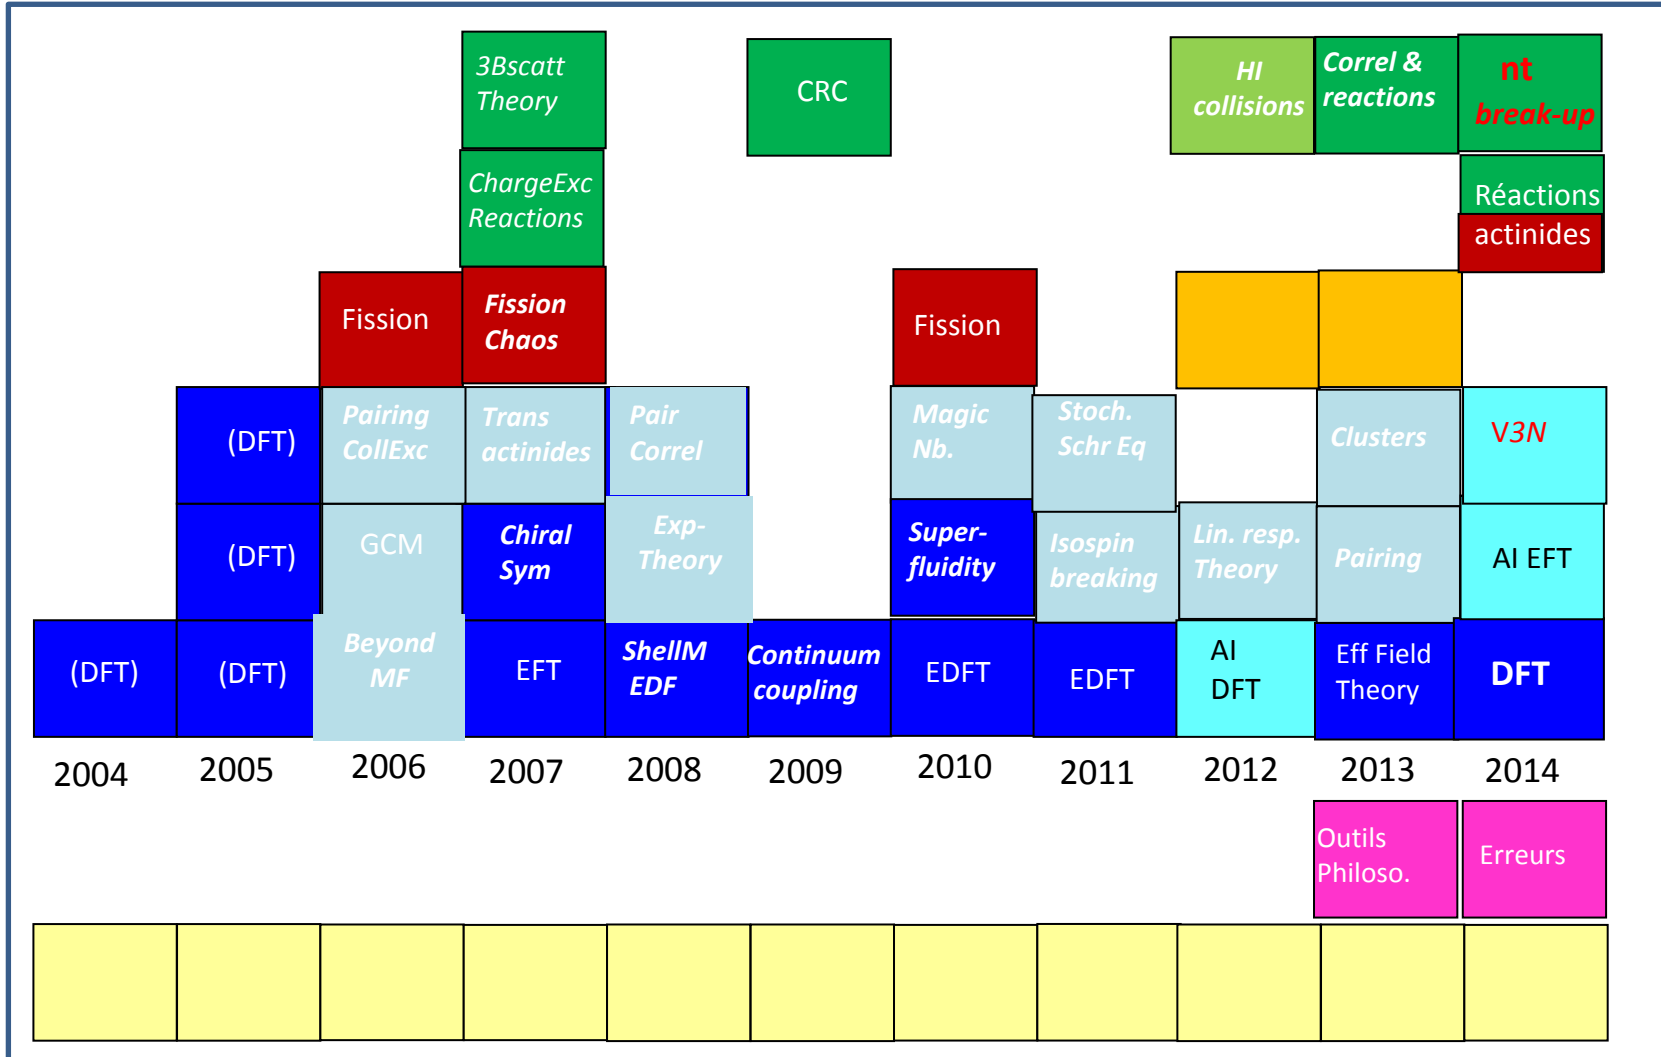 3Bscatt
Theory
CRC
HI
collisions
Correl &
reactions
nt
break-up
ChargeExc
Reactions
Réactions
actinides
Fission
Fission
Chaos
Fission
(DFT)
Pairing
CollExc
Trans
actinides
Pair
Correl
Magic
Nb.
Stoch.
Schr Eq
Clusters
V3N
(DFT)
GCM
Chiral
Sym
Exp-
Theory
Super-
fluidity
Isospin
breaking
Lin. resp.
Theory
Pairing
AI EFT
(DFT)
(DFT)
Beyond
MF
EFT
ShellM
EDF
Continuum
coupling
EDFT
EDFT
AI
DFT
Eff Field
Theory
DFT
2004 2005 2006 2007 2008 2009 2010 2011 2012 2013 2014
Outils
Philoso.
Erreurs